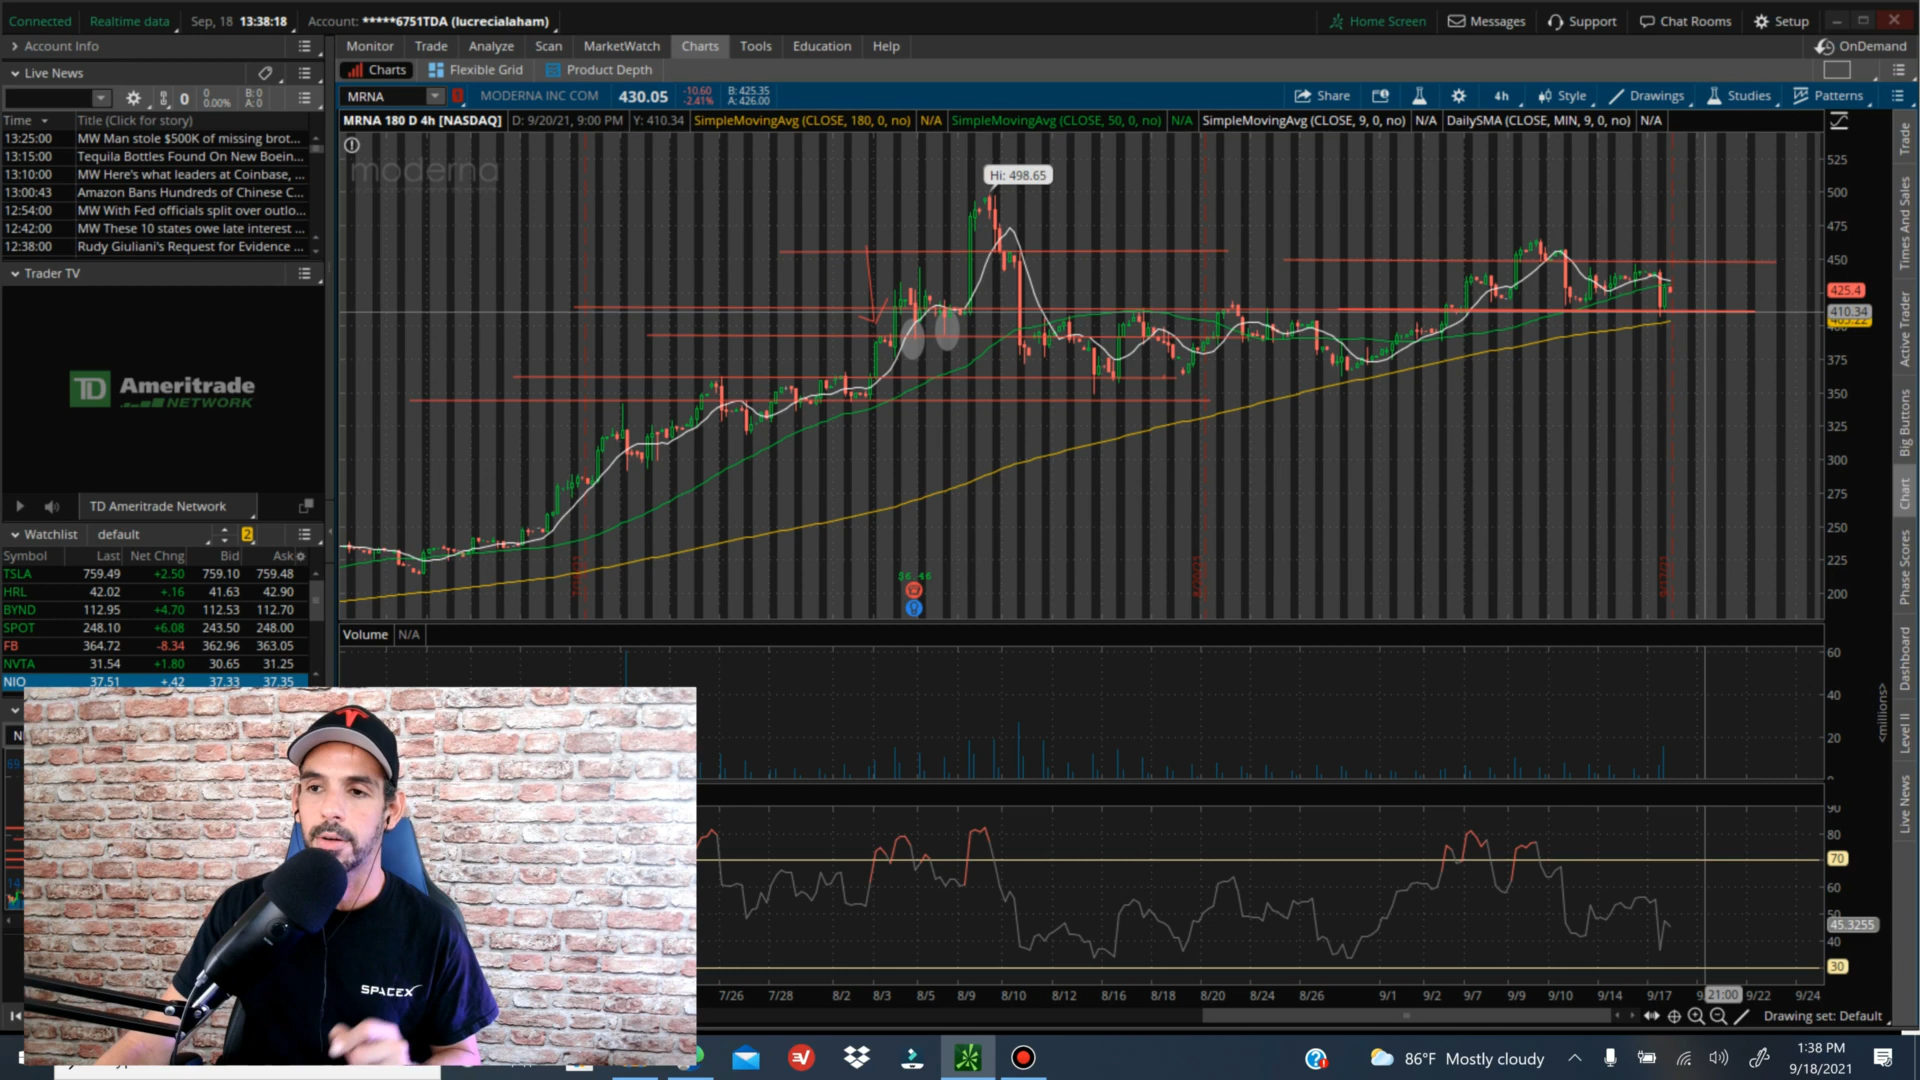 Connected Realtime data Sep, 18 13:38:18 Account: *****6751TDA (lucrecialaham) Home Screen Messages Support Chat Rooms Setup
Account Info
Monitor Trade Analyze Scan MarketWatch Charts Tools Education Help OnDemand
Live News
Charts Flexible Grid Product Depth
0 0 0.00% B: 0 A: 0
MRNA MODERNA INC COM 430.05 -10.60 -2.41% B: 425.35 A: 426.00 Share 4h Style Drawings Studies Patterns
MRNA 180 D 4h [NASDAQ] D: 9/20/21, 9:00 PM Y: 410.34 SimpleMovingAvg (CLOSE, 180, 0, no) N/A SimpleMovingAvg (CLOSE, 50, 0, no) N/A SimpleMovingAvg (CLOSE, 9, 0, no) N/A DailySMA (CLOSE, MIN, 9, 0, no) N/A
Time Title (Click for story)
13:25:00 MW Man stole $500K of missing brot...
13:15:00 Tequila Bottles Found On New Boein...
13:10:00 MW Here's what leaders at Coinbase, ...
13:00:43 Amazon Bans Hundreds of Chinese C...
12:54:00 MW With Fed officials split over outlo...
12:42:00 MW These 10 states owe late interest ...
12:38:00 Rudy Giuliani's Request for Evidence ...
Trader TV
TD Ameritrade
NETWORK
TD Ameritrade Network
Watchlist default 2
Symbol Last Net Chng Bid Ask
TSLA 759.49 +2.50 759.10 759.48
HRL 42.02 +.16 41.63 42.90
BYND 112.95 +4.70 112.53 112.70
SPOT 248.10 +6.08 243.50 248.00
FB 364.72 -8.34 362.96 363.05
NVTA 31.54 +1.80 30.65 31.25
NIO 37.51 +.42 37.33 37.35
moderna
Hi: 498.65
$6.46
525
500
475
450
425.4
410.34
375
350
325
300
275
250
225
200
Volume N/A
60
40
20
<millions>
90
80
70
60
50
45.3255
40
30
7/26 7/28 8/2 8/3 8/5 8/9 8/10 8/12 8/16 8/18 8/20 8/24 8/26 9/1 9/2 9/7 9/9 9/10 9/14 9/17 21:00 9/22 9/24
Drawing set: Default
Trade
Times And Sales
Active Trader
Big Buttons
Chart
Phase Scores
Dashboard
Level II
Live News
SPACEX
86°F Mostly cloudy
1:38 PM
9/18/2021